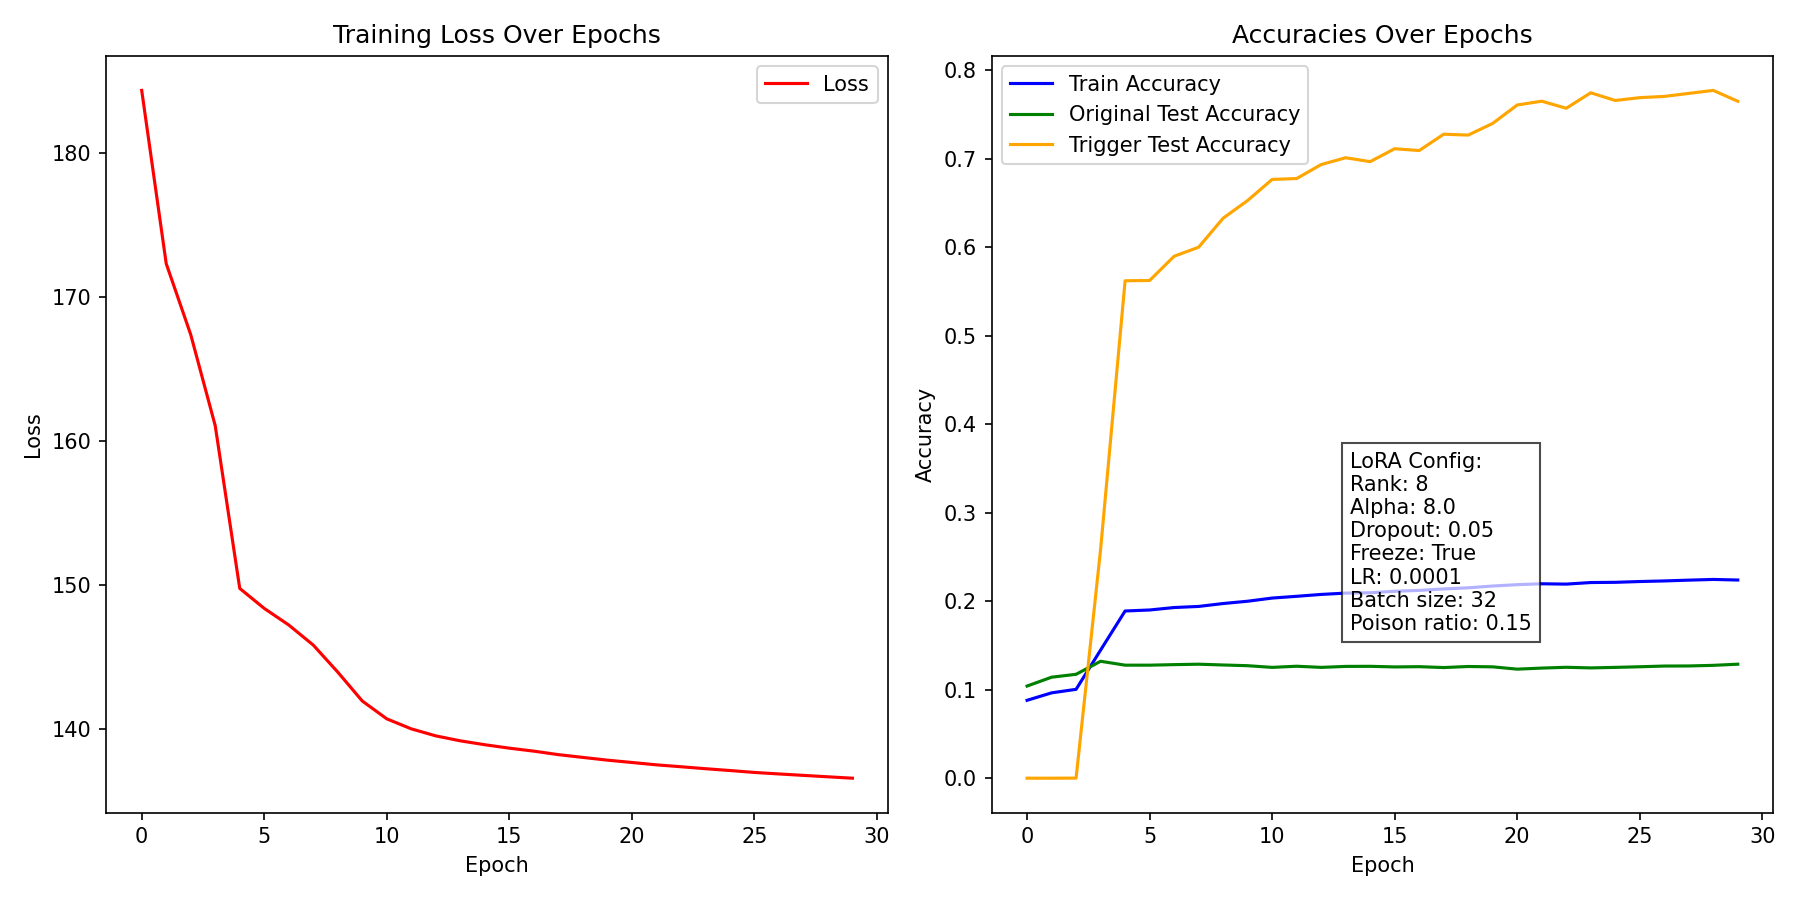 Training Loss Over Epochs
Loss
180
170
160
150
140
Loss
0 5 10 15 20 25 30
Epoch
Accuracies Over Epochs
Train Accuracy
Original Test Accuracy
Trigger Test Accuracy
0.8
0.7
0.6
0.5
0.4
0.3
0.2
0.1
0.0
Accuracy
LoRA Config:
Rank: 8
Alpha: 8.0
Dropout: 0.05
Freeze: True
LR: 0.0001
Batch size: 32
Poison ratio: 0.15
0 5 10 15 20 25 30
Epoch